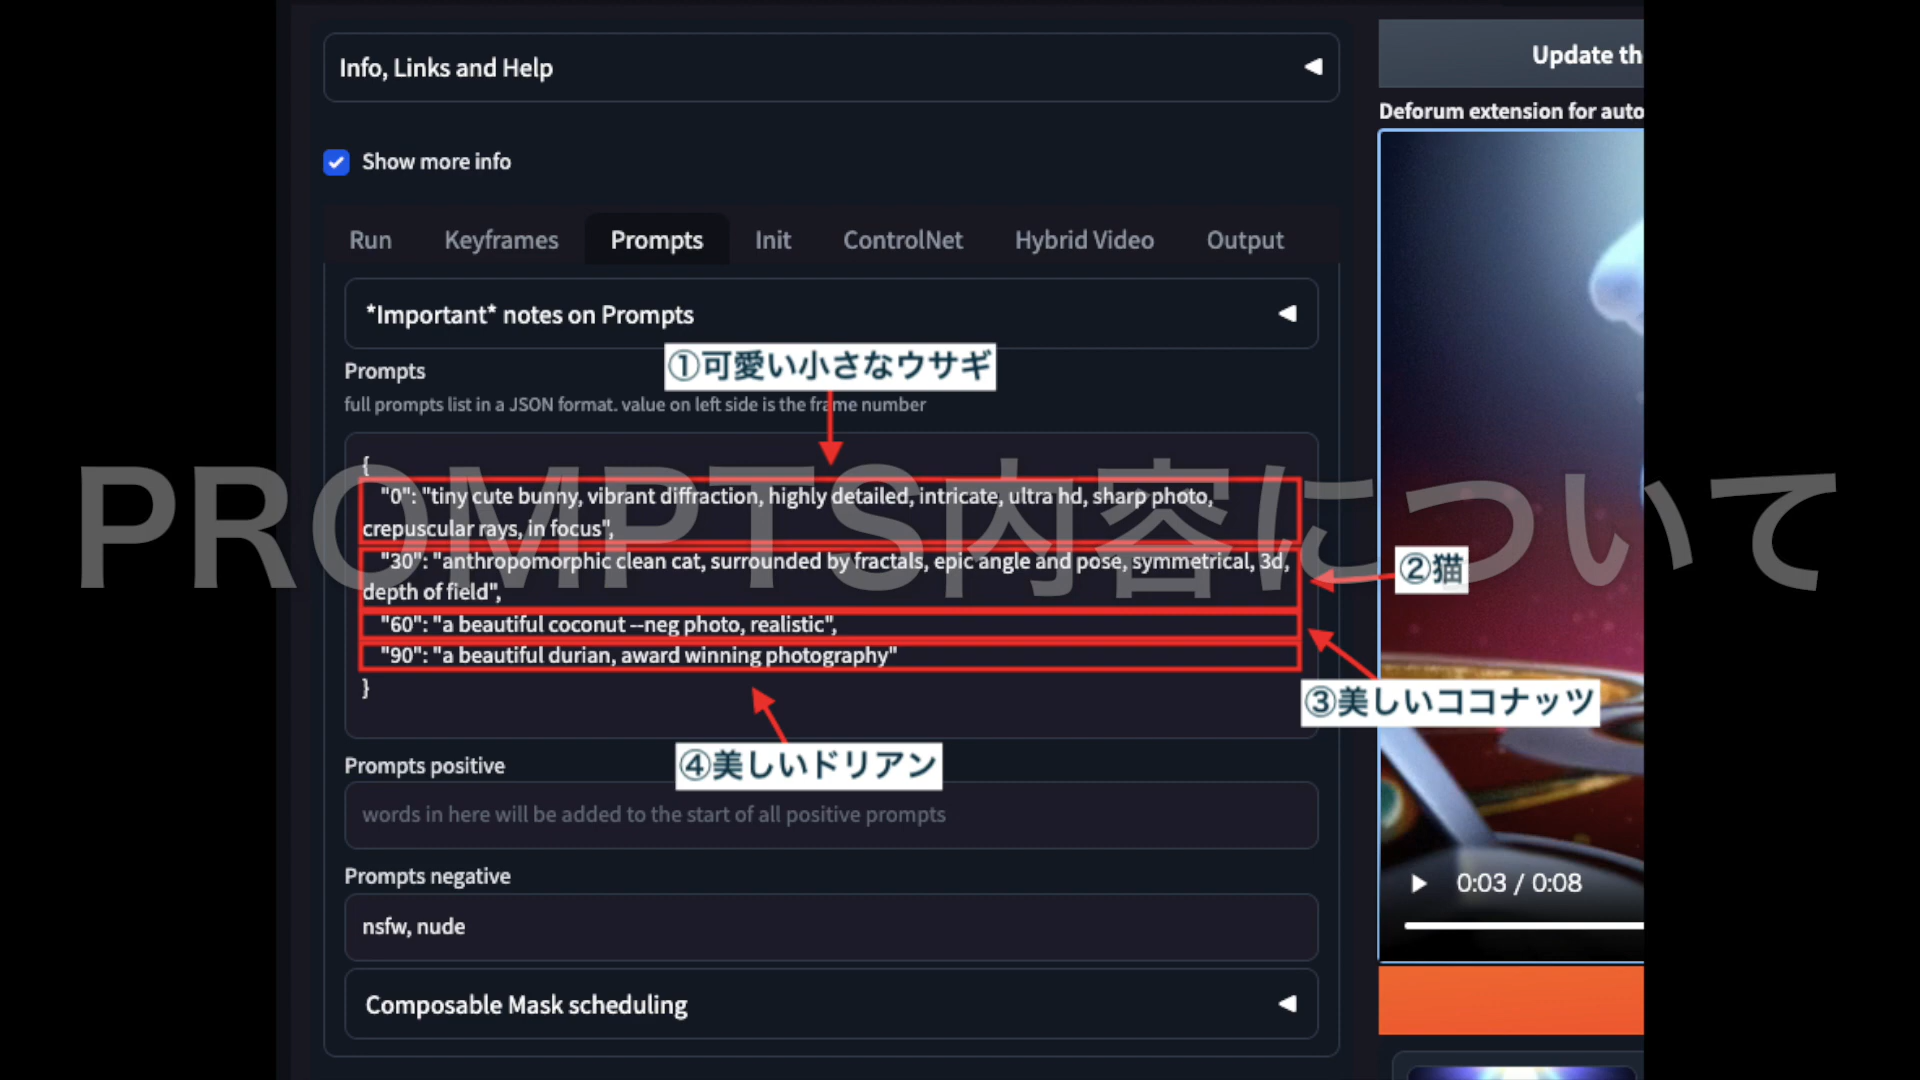 Info, Links and Help
Show more info
Run Keyframes Prompts Init ControlNet Hybrid Video Output
*Important* notes on Prompts
Prompts
①可愛い小さなウサギ
full prompts list in a JSON format. value on left side is the frame number
{
"0": "tiny cute bunny, vibrant diffraction, highly detailed, intricate, ultra hd, sharp photo,
crepuscular rays, in focus",
"30": "anthropomorphic clean cat, surrounded by fractals, epic angle and pose, symmetrical, 3d,
depth of field",
"60": "a beautiful coconut --neg photo, realistic",
"90": "a beautiful durian, award winning photography"
}
PROMPTS内容について
②猫
③美しいココナッツ
④美しいドリアン
Prompts positive
words in here will be added to the start of all positive prompts
Prompts negative
nsfw, nude
Composable Mask scheduling
Update th
Deforum extension for auto
0:03 / 0:08